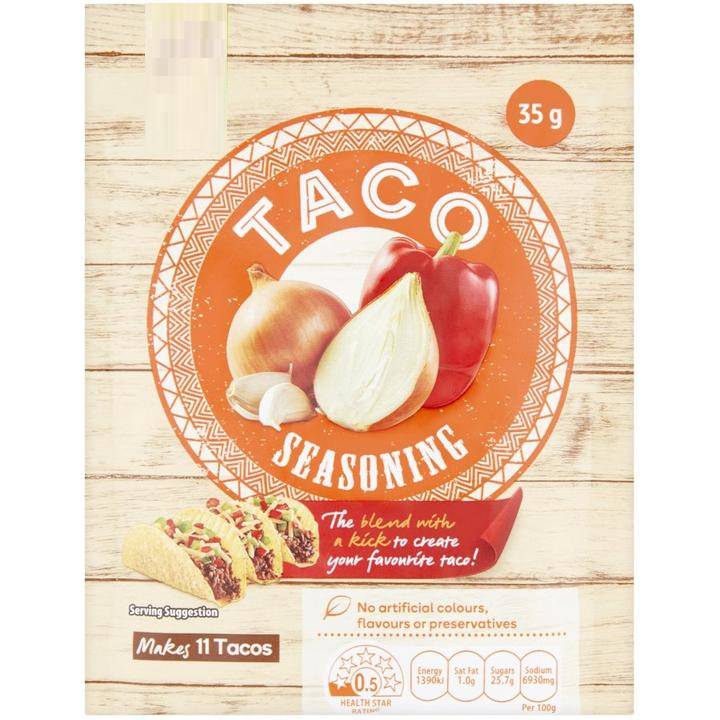 35 g
TACO
SEASONING
The blend with
a kick to create
your favourite taco!
Serving Suggestion
Makes 11 Tacos
No artificial colours,
flavours or preservatives
0.5
HEALTH STAR
RATING
Energy
1390kJ
Sat Fat
1.0g
Sugars
25.7g
Sodium
6930mg
Per 100g